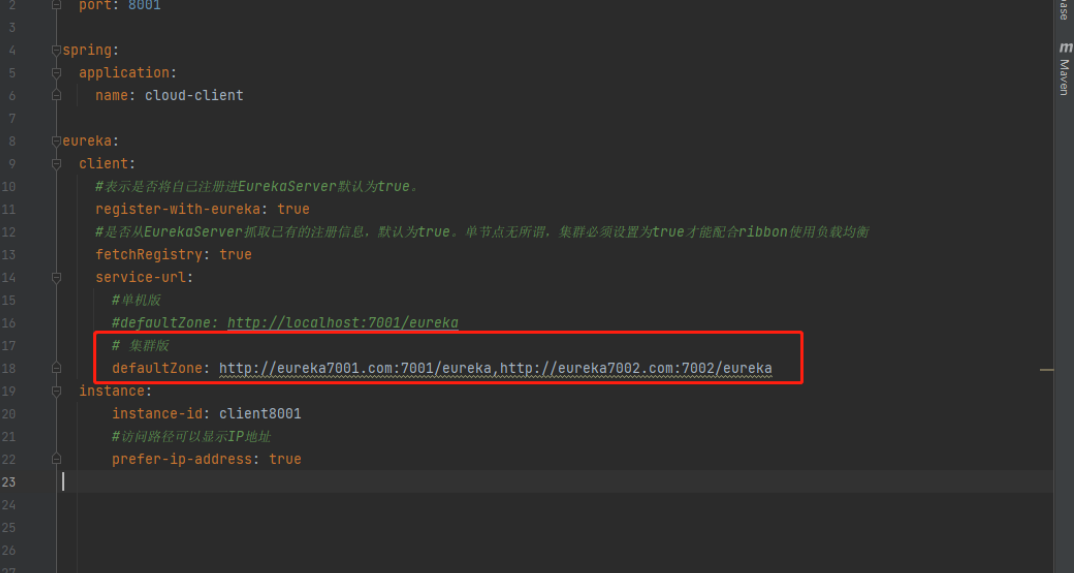 2 port: 8001
3
4 spring:
5 application:
6 name: cloud-client
7
8 eureka:
9 client:
10 #表示是否将自己注册进EurekaServer默认为true。
11 register-with-eureka: true
12 #是否从EurekaServer抓取已有的注册信息，默认为true。单节点无所谓，集群必须设置为true才能配合ribbon使用负载均衡
13 fetchRegistry: true
14 service-url:
15 #单机版
16 #defaultZone: http://localhost:7001/eureka
17 # 集群版
18 defaultZone: http://eureka7001.com:7001/eureka,http://eureka7002.com:7002/eureka
19 instance:
20 instance-id: client8001
21 #访问路径可以显示IP地址
22 prefer-ip-address: true
23
24
25
26
27
m Maven